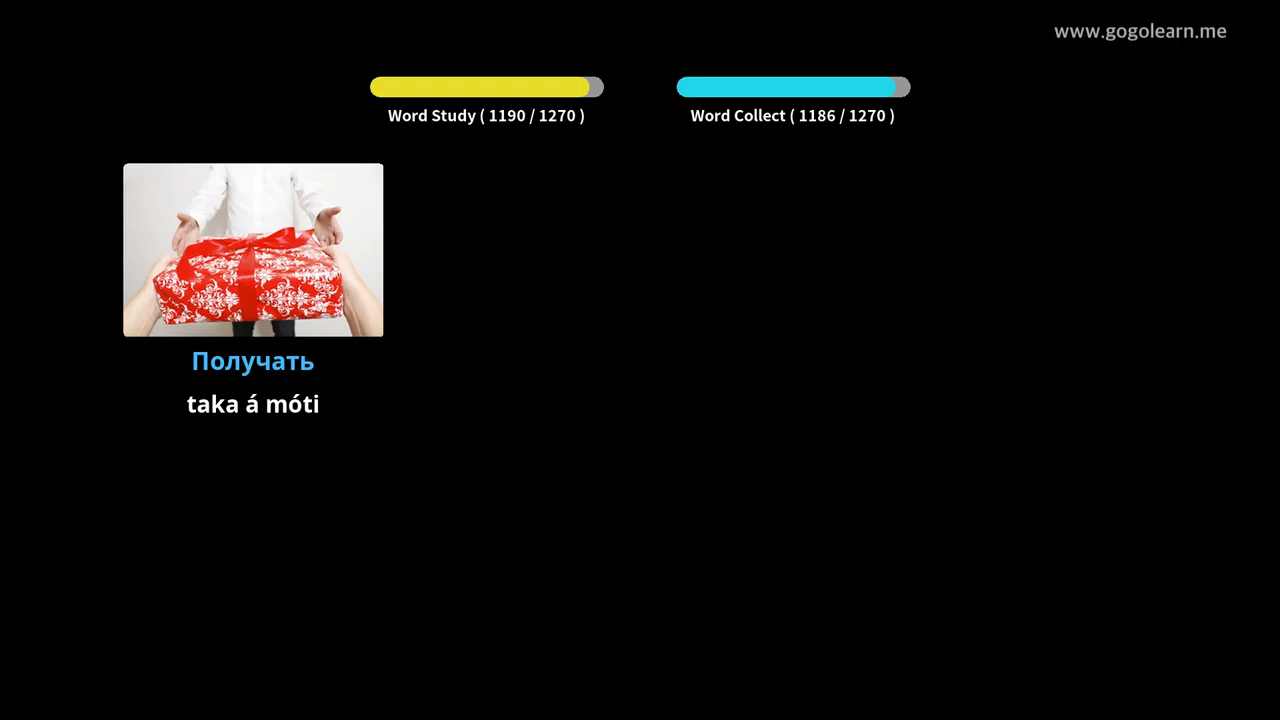 www.gogolearn.me
Word Study ( 1190 / 1270 )
Word Collect ( 1186 / 1270 )
Получать
taka á móti